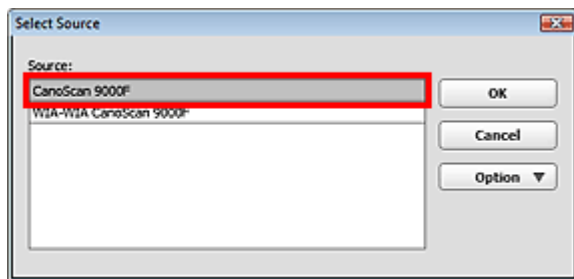 Select Source
Source:
CanoScan 9000F
WIA-WIA CanoScan 9000F
OK
Cancel
Option ▼